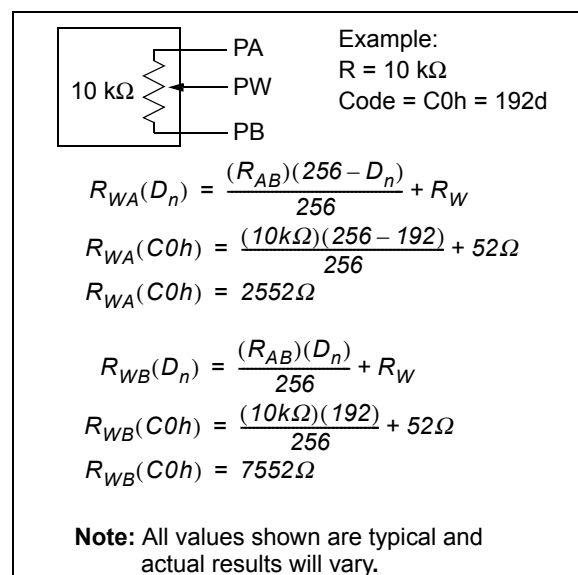 10 kΩ
PA
PW
PB
Example:
R = 10 kΩ
Code = C0h = 192d
R_WA(D_n) = (R_AB)(256 – D_n) / 256 + R_W
R_WA(C0h) = (10kΩ)(256 – 192) / 256 + 52Ω
R_WA(C0h) = 2552Ω
R_WB(D_n) = (R_AB)(D_n) / 256 + R_W
R_WB(C0h) = (10kΩ)(192) / 256 + 52Ω
R_WB(C0h) = 7552Ω
Note: All values shown are typical and
actual results will vary.